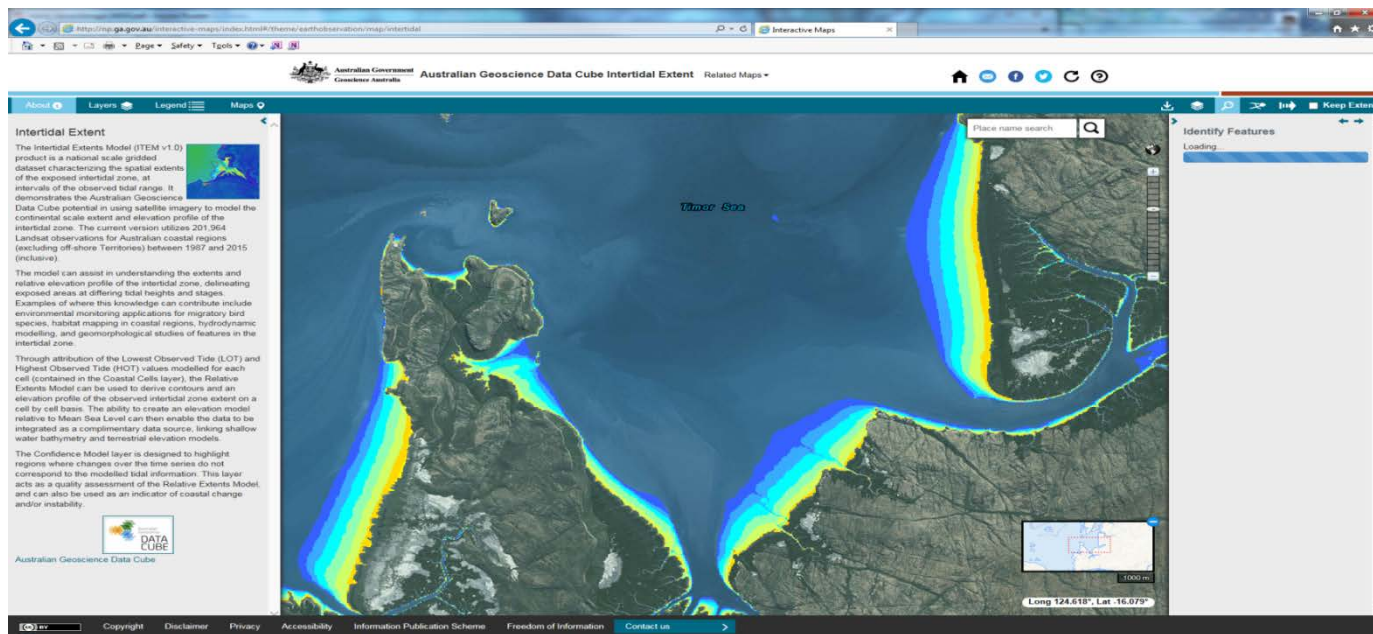 http://np.ga.gov.au/interactive-maps/index.html#/theme/earthobservation/map/intertidal
Interactive Maps
Page Safety Tools
Australian Government
Geoscience Australia
Australian Geoscience Data Cube Intertidal Extent Related Maps
About Layers Legend Maps
Keep Exten
Intertidal Extent
The Intertidal Extents Model (ITEM v1.0)
product is a national scale gridded
dataset characterizing the spatial extents
of the exposed intertidal zone, at
intervals of the observed tidal range. It
demonstrates the Australian Geoscience
Data Cube potential in using satellite imagery to model the
continental scale extent and elevation profile of the
intertidal zone. The current version utilizes 201,964
Landsat observations for Australian coastal regions
(excluding off-shore Territories) between 1987 and 2015
(inclusive).
The model can assist in understanding the extents and
relative elevation profile of the intertidal zone, delineating
exposed areas at differing tidal heights and stages.
Examples of where this knowledge can contribute include
environmental monitoring applications for migratory bird
species, habitat mapping in coastal regions, hydrodynamic
modelling, and geomorphological studies of features in the
intertidal zone.
Through attribution of the Lowest Observed Tide (LOT) and
Highest Observed Tide (HOT) values modelled for each
cell (contained in the Coastal Cells layer), the Relative
Extents Model can be used to derive contours and an
elevation profile of the observed intertidal zone extent on a
cell by cell basis. The ability to create an elevation model
relative to Mean Sea Level can then enable the data to be
integrated as a complimentary data source, linking shallow
water bathymetry and terrestrial elevation models.
The Confidence Model layer is designed to highlight
regions where changes over the time series do not
correspond to the modelled tidal information. This layer
acts as a quality assessment of the Relative Extents Model,
and can also be used as an indicator of coastal change
and/or instability.
DATA
CUBE
Australian Geoscience Data Cube
Place name search
Timor Sea
1000 m
Long 124.618°, Lat -16.079°
Identify Features
Loading...
(cc) BY Copyright Disclaimer Privacy Accessibility Information Publication Scheme Freedom of Information Contact us >